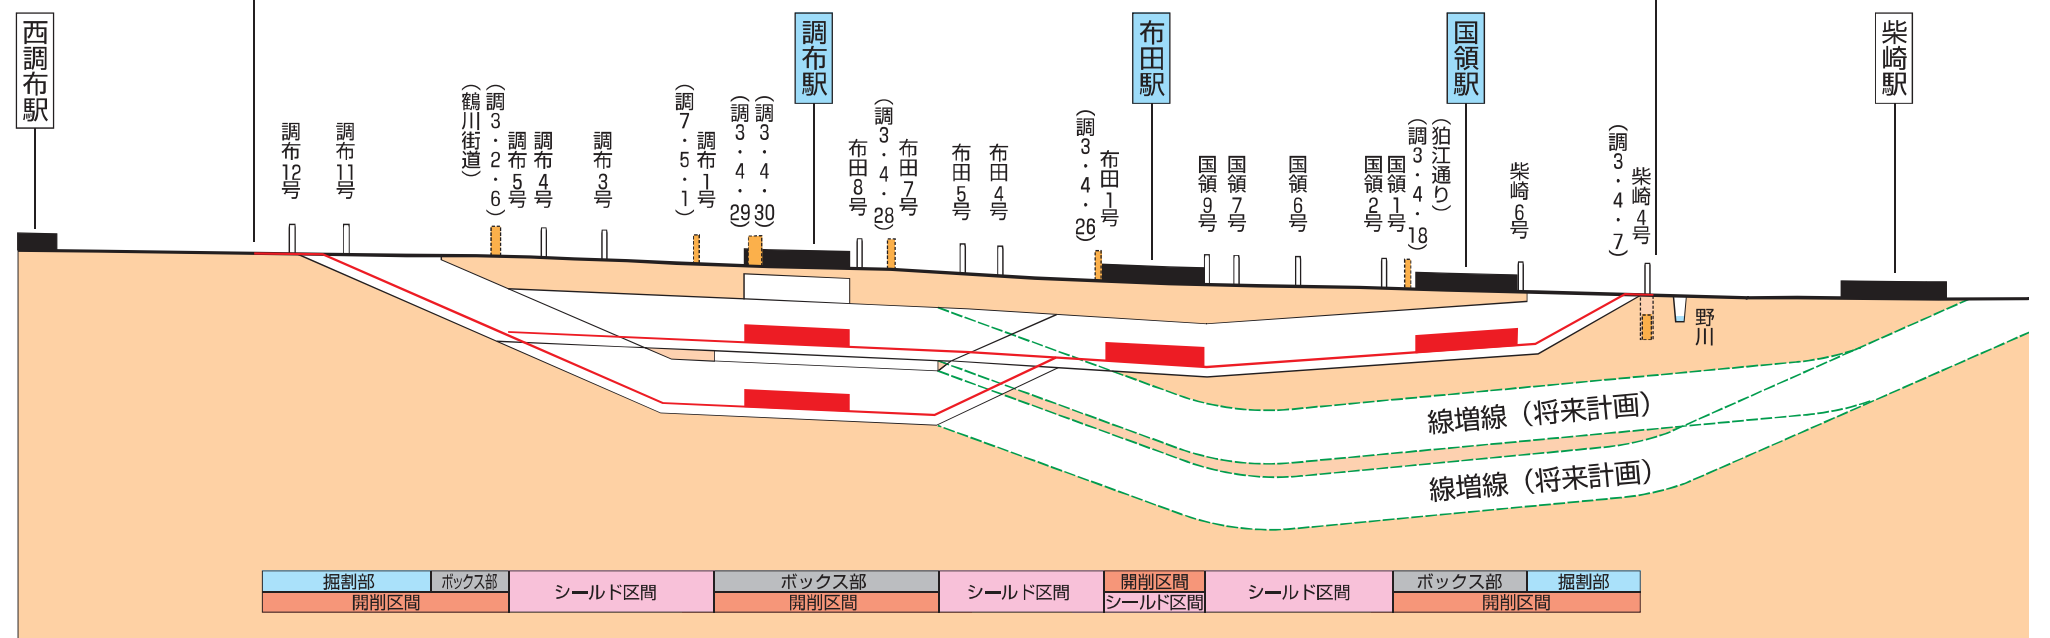 西調布駅
調布駅
布田駅
国領駅
柴崎駅
調布12号
調布11号
(鶴川街道)
(調3・2・6)
調布5号
調布4号
調布3号
(調7・5・1)
調布1号
(調3・4・29)
(調3・4・30)
布田8号
(調3・4・28)
布田7号
布田5号
布田4号
(調3・4・26)
布田1号
国領9号
国領7号
国領6号
国領2号
国領1号
(調3・4・18)
(狛江通り)
柴崎6号
(調3・4・7)
柴崎4号
野川
線増線(将来計画)
線増線(将来計画)
掘割部
ボックス部
シールド区間
ボックス部
シールド区間
開削区間
シールド区間
ボックス部
掘割部
開削区間
開削区間
シールド区間
開削区間